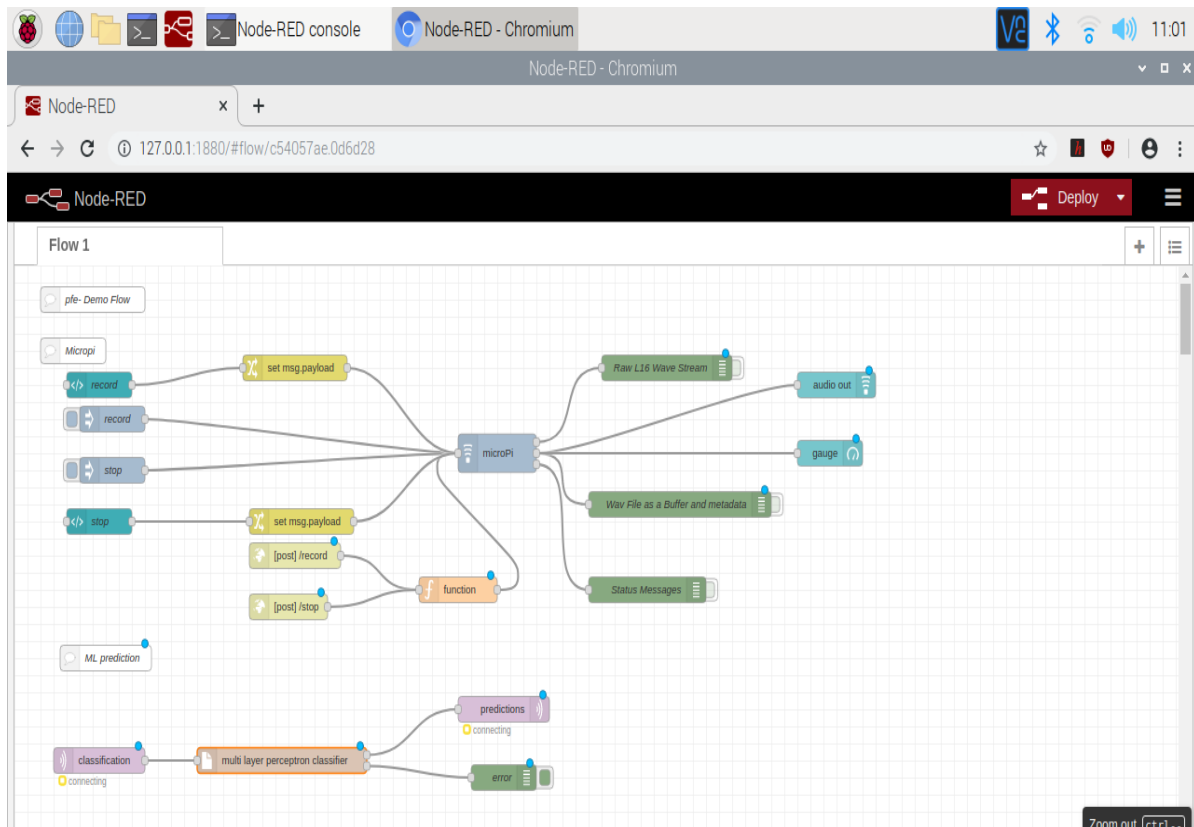 Node-RED console
Node-RED - Chromium
11:01
Node-RED - Chromium
Node-RED
127.0.0.1:1880/#flow/c54057ae.0d6d28
Node-RED
Deploy
Flow 1
pfe- Demo Flow
Micropi
record
set msg.payload
Raw L16 Wave Stream
audio out
record
microPi
gauge
stop
Wav File as a Buffer and metadata
stop
set msg.payload
[post] /record
function
Status Messages
[post] /stop
ML prediction
predictions
connecting
classification
multi layer perceptron classifier
connecting
error
Zoom out ctrl